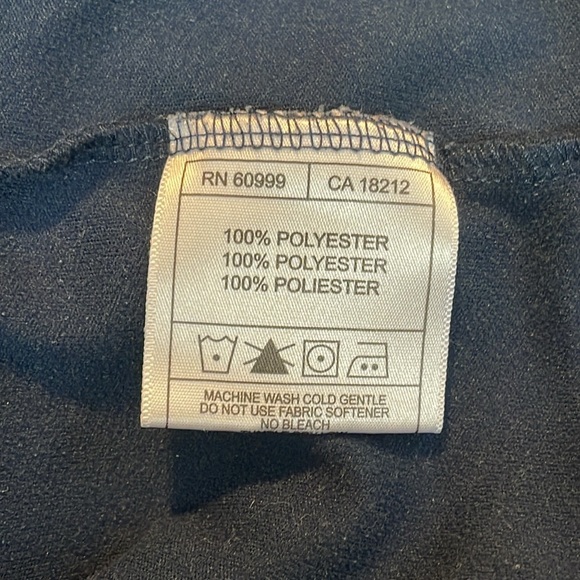 RN 60999 CA 18212
100% POLYESTER
100% POLYESTER
100% POLIESTER
MACHINE WASH COLD GENTLE
DO NOT USE FABRIC SOFTENER
NO BLEACH